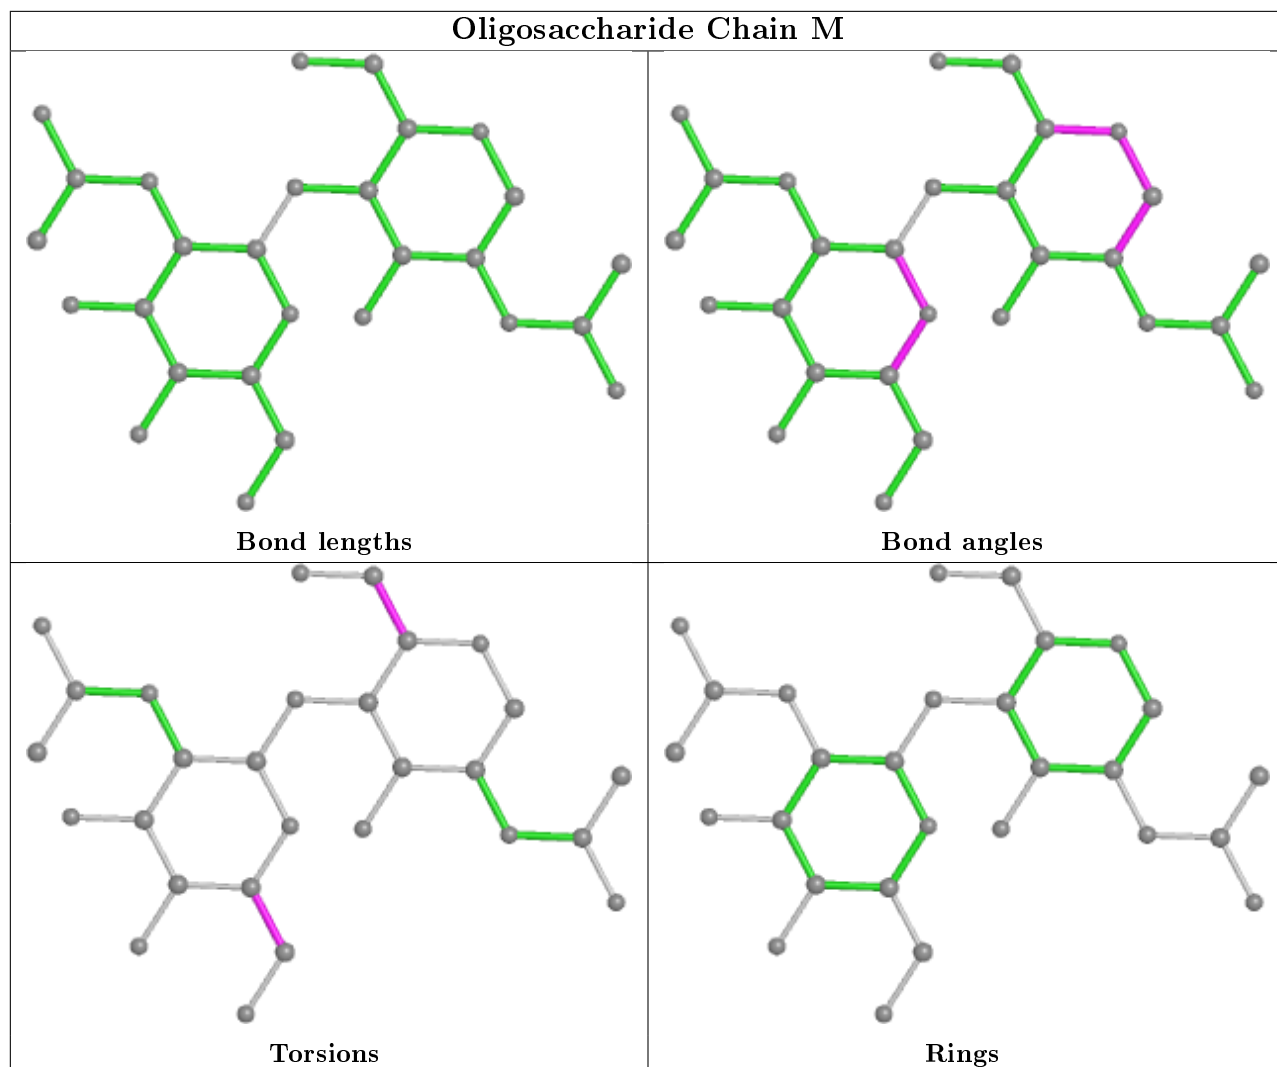 Oligosaccharide Chain M
Bond lengths
Bond angles
Torsions
Rings